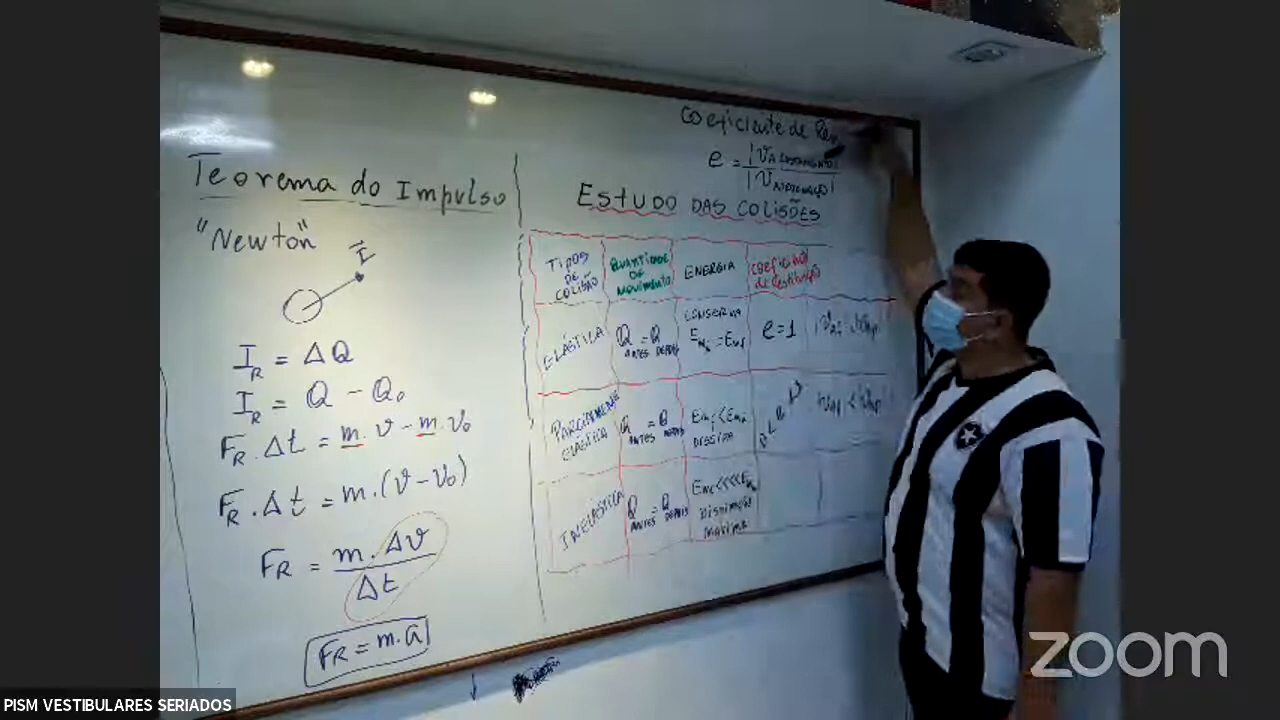 Teorema do Impulso
"Newton"
I
I_R = ΔQ
I_R = Q - Q₀
F_R . Δt = m . v - m . v₀
F_R . Δt = m . (v - v₀)
F_R = m . Δv / Δt
F_R = m . a
Coeficiente de
e = |V AFASTAMENTO| / |V APROXIMAÇÃO|
ESTUDO DAS COLISÕES
TIPOS DE COLISÃO
QUANTIDADE DE MOVIMENTO
ENERGIA
COEFICIENTE de Restituição
ELÁSTICA
Q ANTES = Q DEPOIS
CONSERVA
e = 1
PARCIALMENTE ELÁSTICA
Q ANTES = Q DEPOIS
DISSIPA
INELÁSTICA
Q ANTES = Q DEPOIS
Dissipação
máxima
zoom
PISM VESTIBULARES SERIADOS